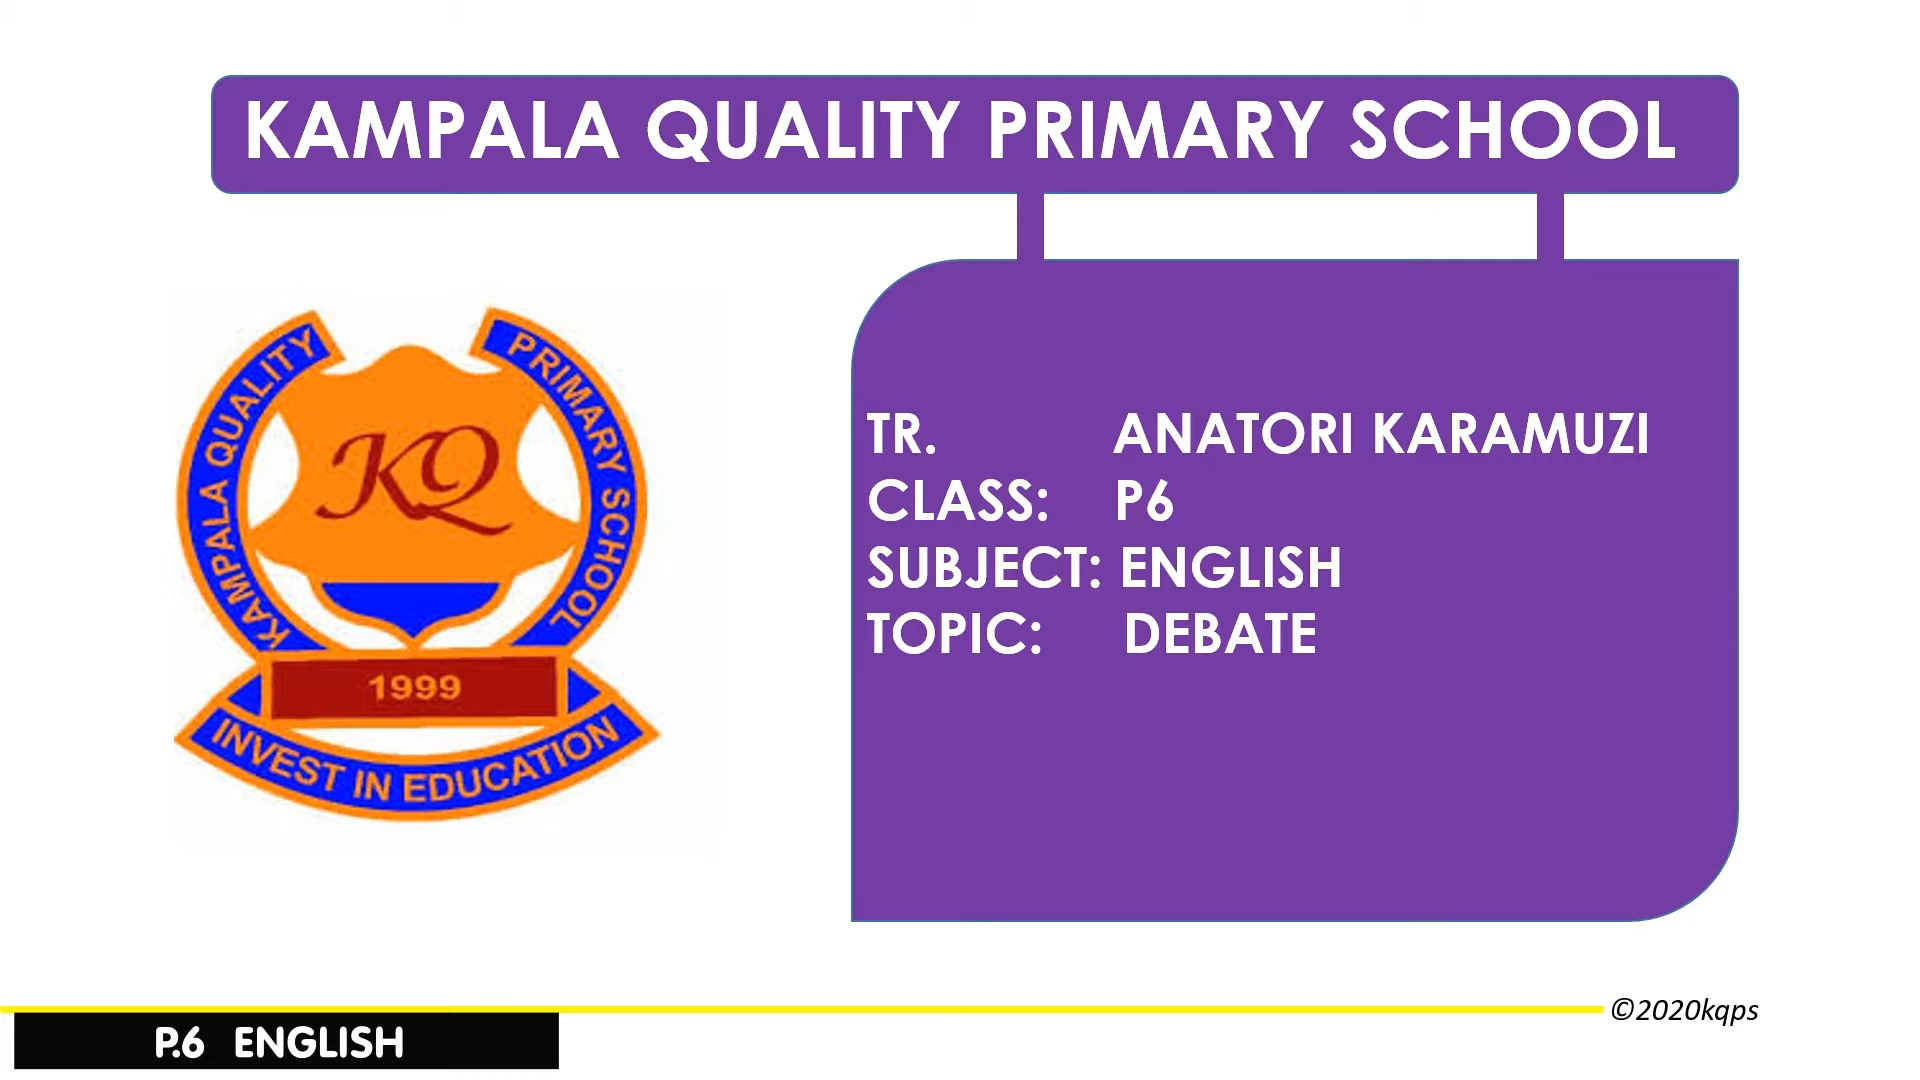 KAMPALA QUALITY PRIMARY SCHOOL
KAMPALA QUALITY PRIMARY SCHOOL
KQ
1999
INVEST IN EDUCATION
TR. ANATORI KARAMUZI
CLASS: P6
SUBJECT: ENGLISH
TOPIC: DEBATE
©2020kqps
P.6 ENGLISH